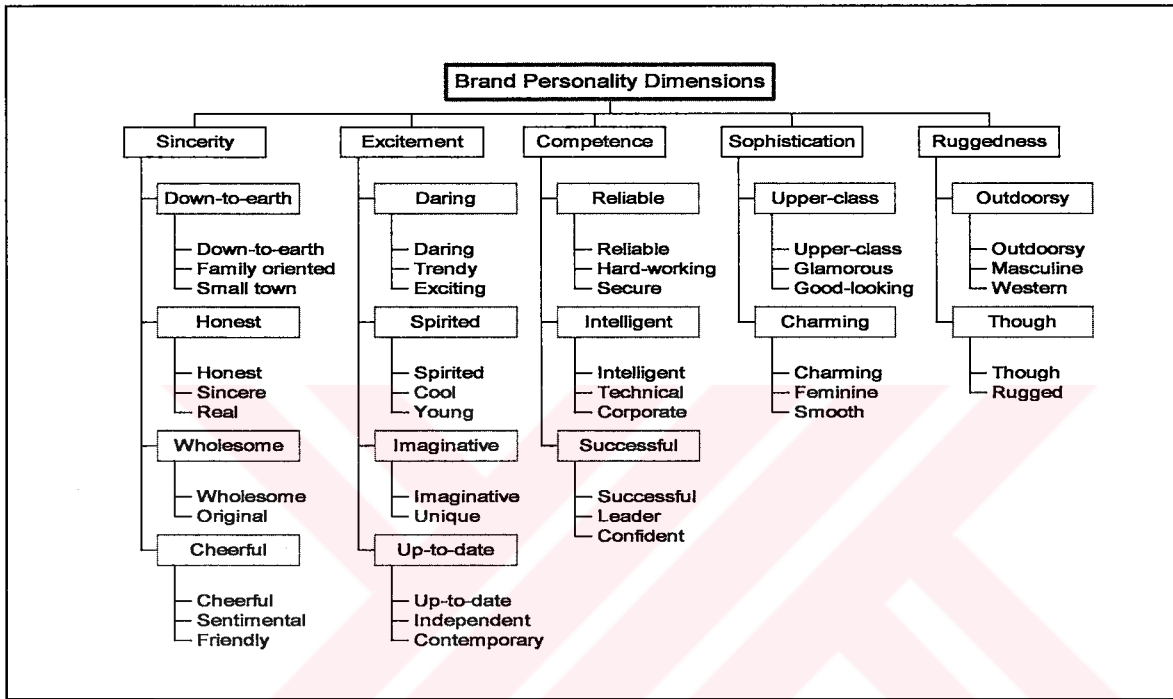 Brand Personality Dimensions
Sincerity
Excitement
Competence
Sophistication
Ruggedness
Down-to-earth
Down-to-earth
Family oriented
Small town
Honest
Honest
Sincere
Real
Wholesome
Wholesome
Original
Cheerful
Cheerful
Sentimental
Friendly
Daring
Daring
Trendy
Exciting
Spirited
Spirited
Cool
Young
Imaginative
Imaginative
Unique
Up-to-date
Up-to-date
Independent
Contemporary
Reliable
Reliable
Hard-working
Secure
Intelligent
Intelligent
Technical
Corporate
Successful
Successful
Leader
Confident
Upper-class
Upper-class
Glamorous
Good-looking
Charming
Charming
Feminine
Smooth
Outdoorsy
Outdoorsy
Masculine
Western
Though
Though
Rugged